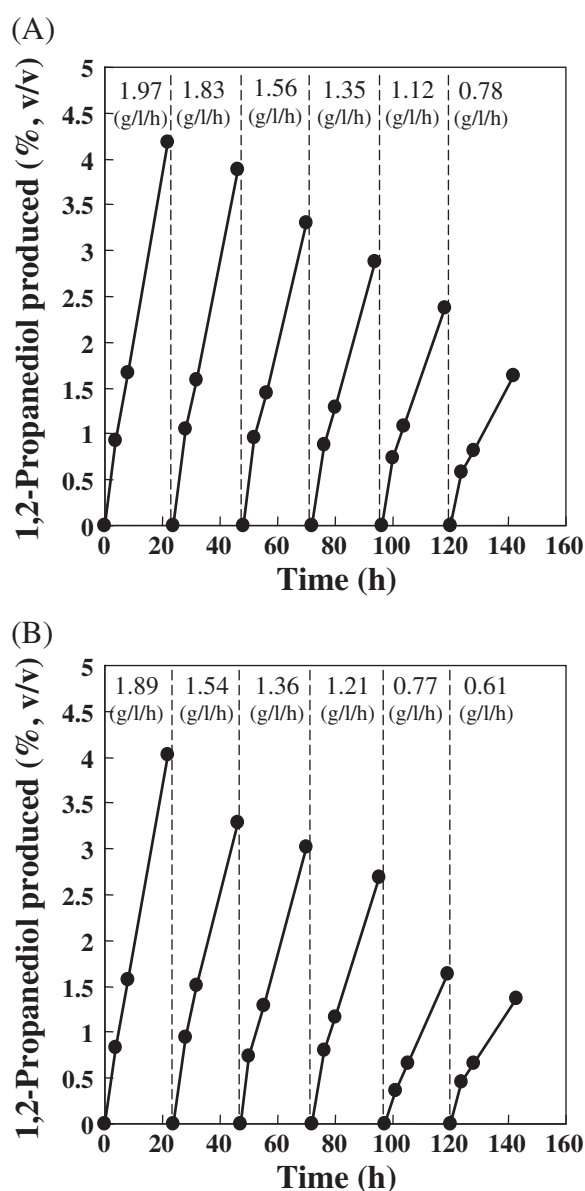 (A)
1,2-Propanediol produced (%, v/v)
5
4.5
4
3.5
3
2.5
2
1.5
1
0.5
0
1.97 1.83 1.56 1.35 1.12 0.78
(g/l/h) (g/l/h) (g/l/h) (g/l/h) (g/l/h) (g/l/h)
0 20 40 60 80 100 120 140 160
Time (h)
(B)
1,2-Propanediol produced (%, v/v)
5
4.5
4
3.5
3
2.5
2
1.5
1
0.5
0
1.89 1.54 1.36 1.21 0.77 0.61
(g/l/h) (g/l/h) (g/l/h) (g/l/h) (g/l/h) (g/l/h)
0 20 40 60 80 100 120 140 160
Time (h)